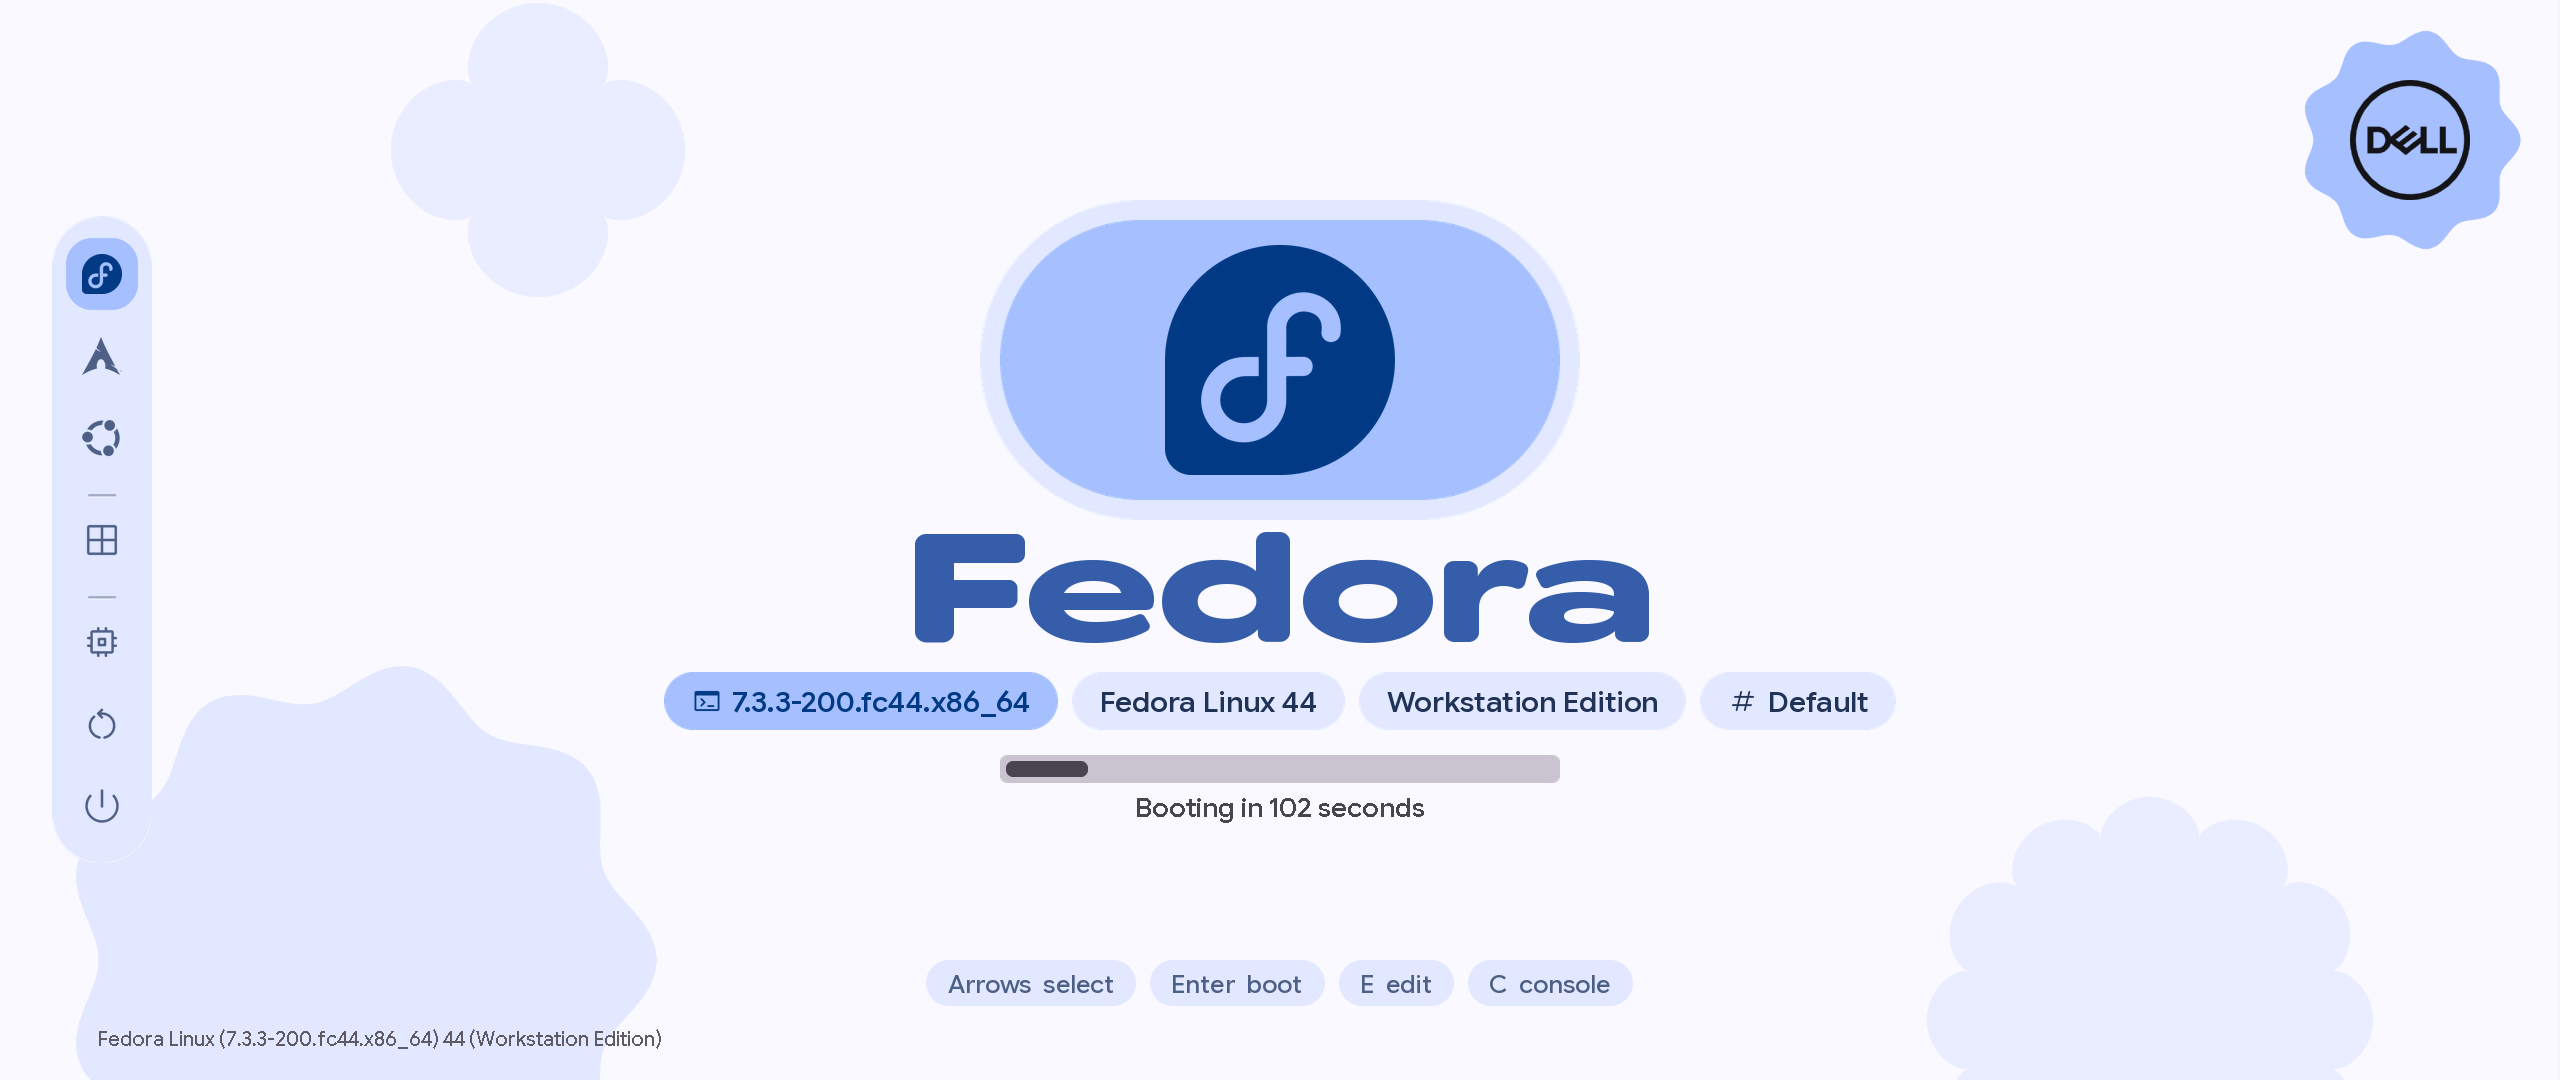 DELL
Fedora
7.3.3-200.fc44.x86_64
Fedora Linux 44
Workstation Edition
# Default
Booting in 102 seconds
Arrows select
Enter boot
E edit
C console
Fedora Linux (7.3.3-200.fc44.x86_64) 44 (Workstation Edition)